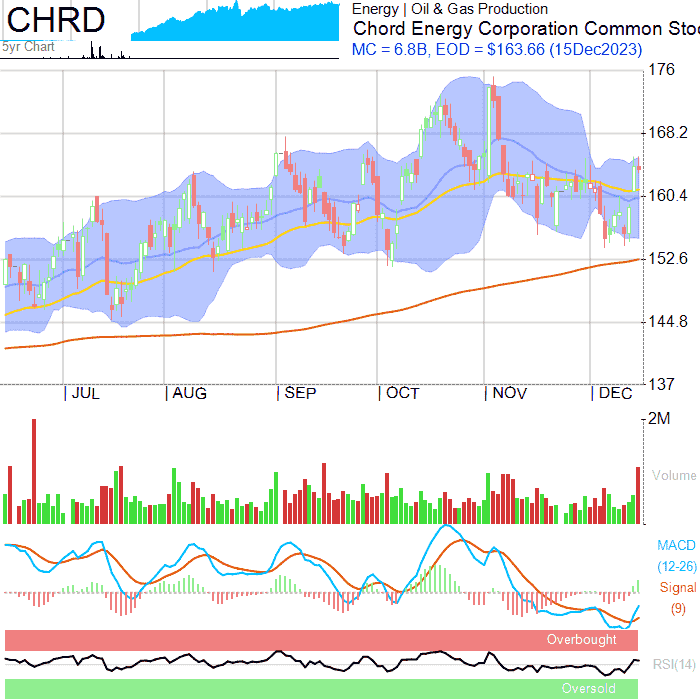 CHRD
5yr Chart
Energy | Oil & Gas Production
Chord Energy Corporation Common Stoc
MC = 6.8B, EOD = $163.66 (15Dec2023)
176
168.2
160.4
152.6
144.8
137
| JUL | AUG | SEP | OCT | NOV | DEC
2M
Volume
MACD
(12-26)
Signal
(9)
Overbought
RSI(14)
Oversold